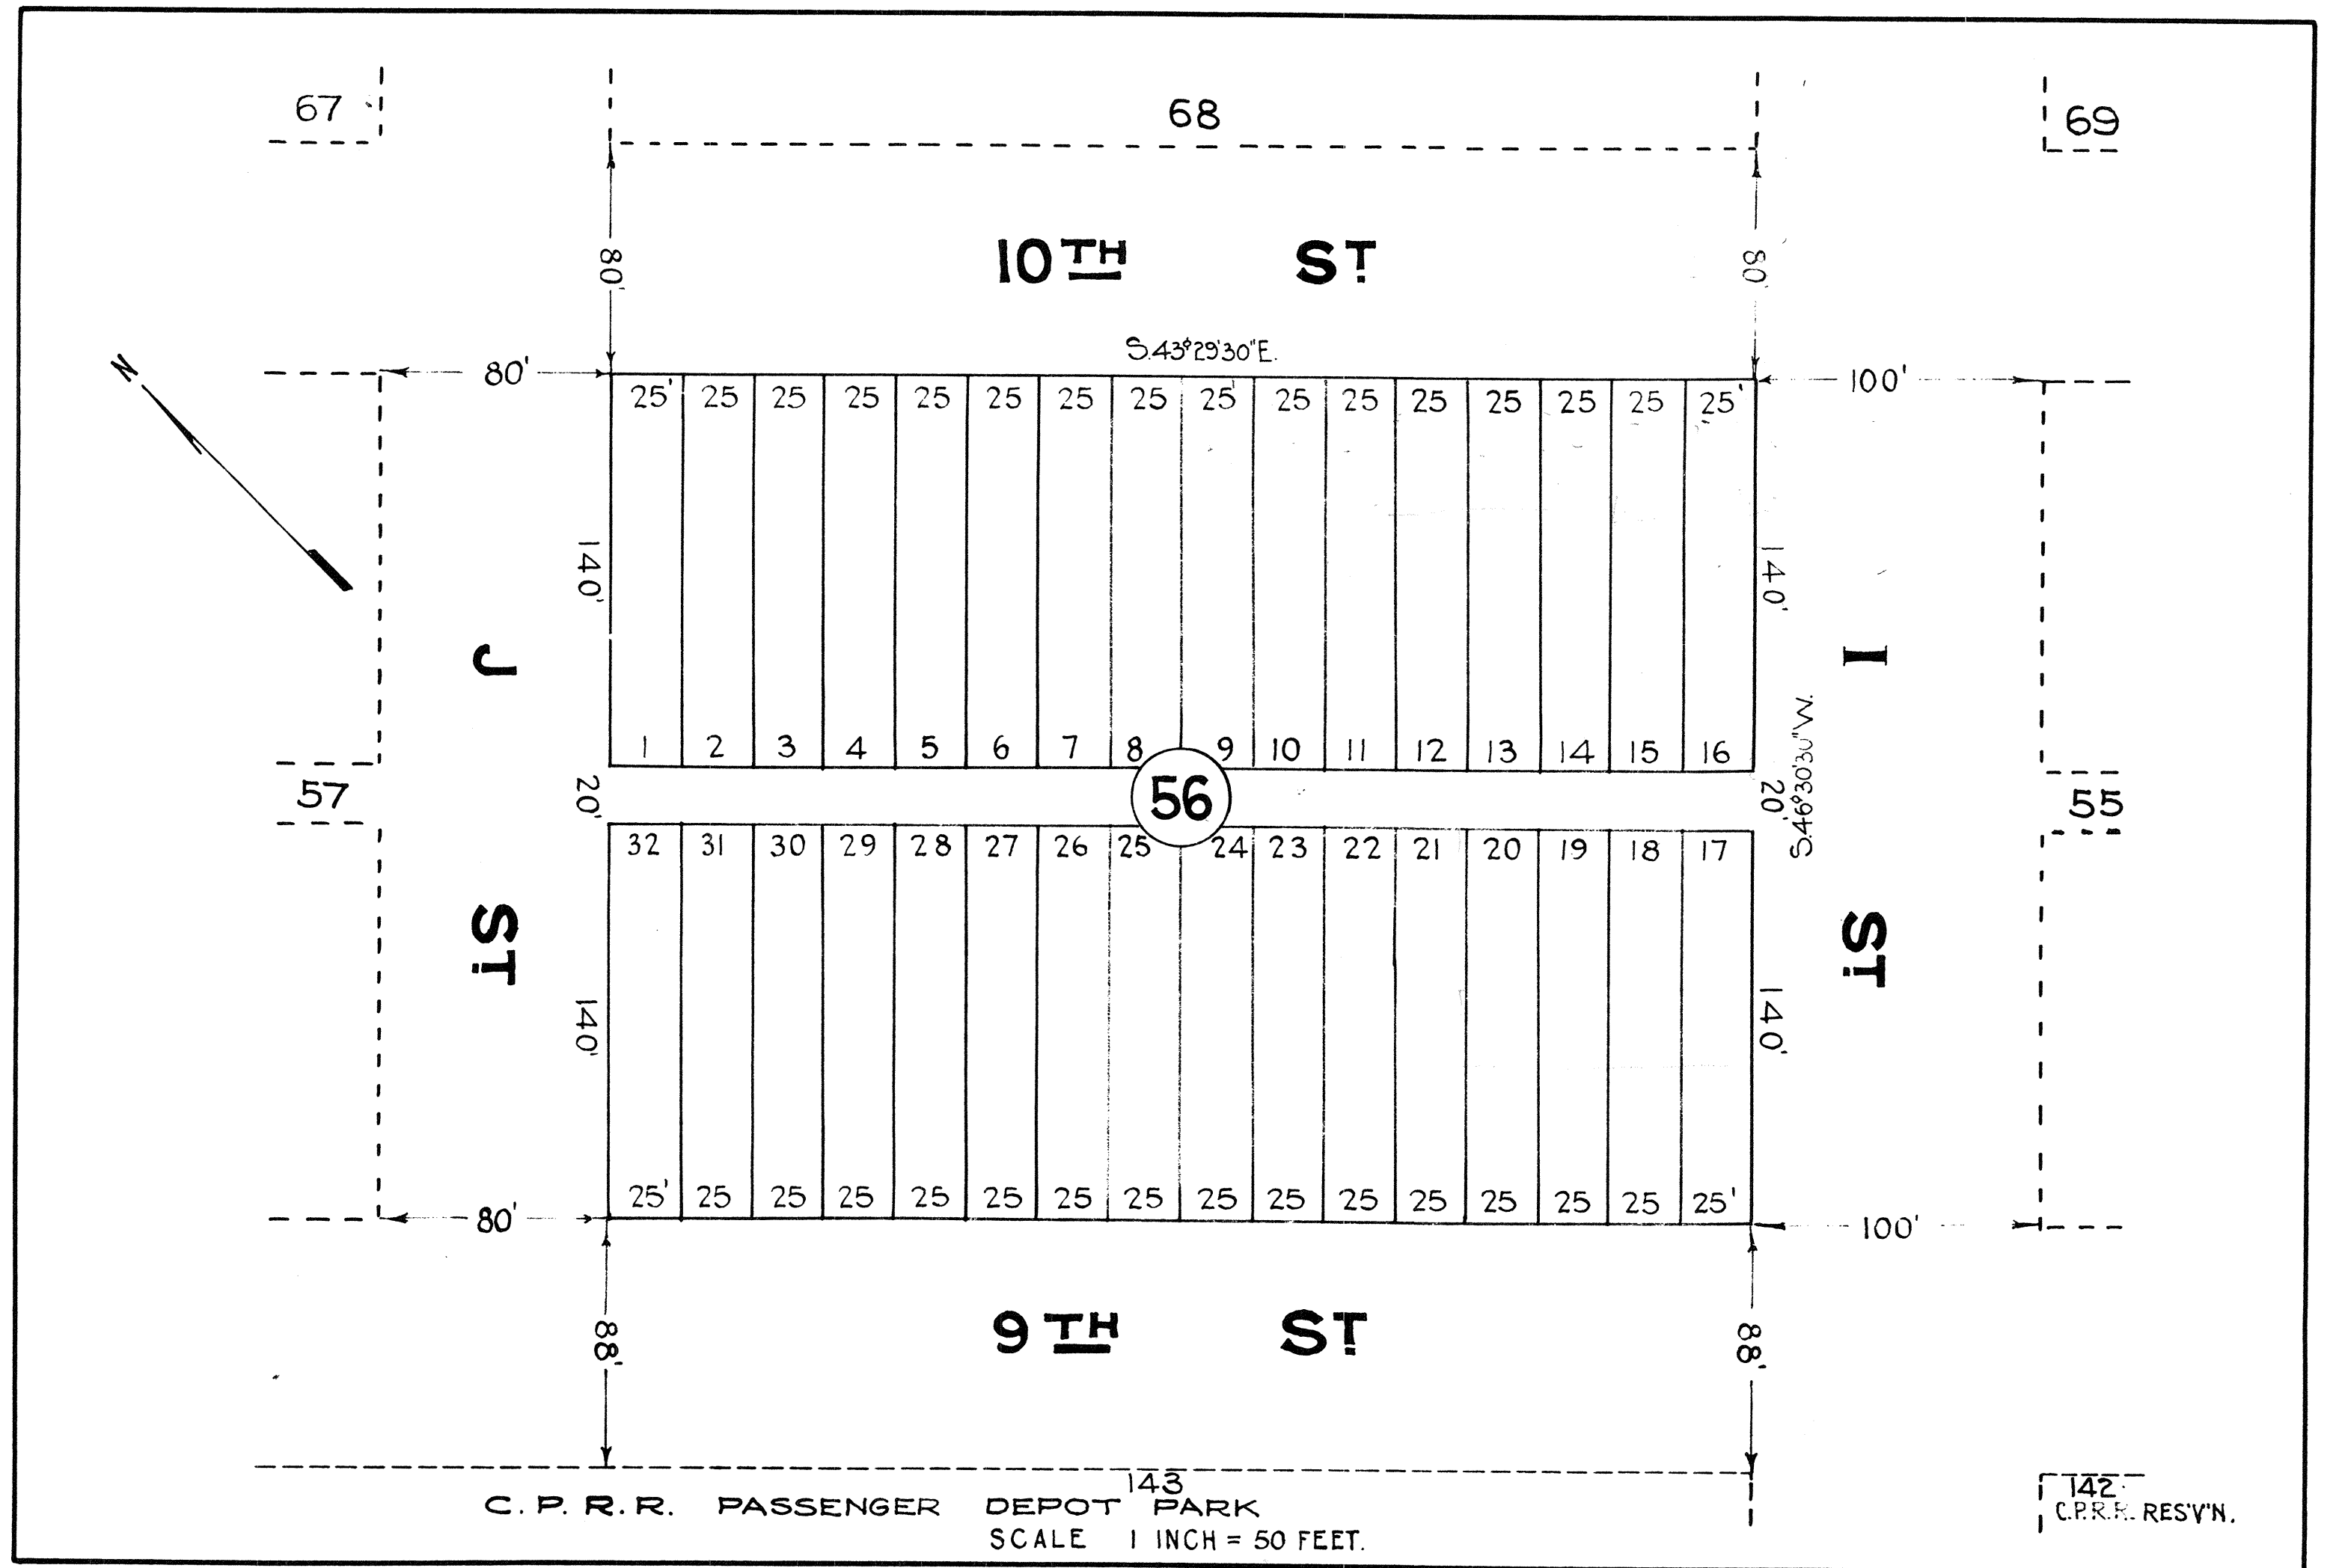 67 68 69
80' 80'
10TH ST
S.43°29'30"E.
N
80' 100'
25' 25 25 25 25 25 25 25 25' 25 25 25 25 25 25 25'
140' 140'
J ST
I ST
1 2 3 4 5 6 7 8 9 10 11 12 13 14 15 16
57 20' 56 20' S.46°30'30"W. 55
32 31 30 29 28 27 26 25 24 23 22 21 20 19 18 17
140' 140'
25' 25 25 25 25 25 25 25 25 25 25 25 25 25 25 25'
80' 100'
9TH ST
88' 88'
143
C.P.R.R. PASSENGER DEPOT PARK
SCALE 1 INCH = 50 FEET.
142
C.P.R.R. RES'V'N.